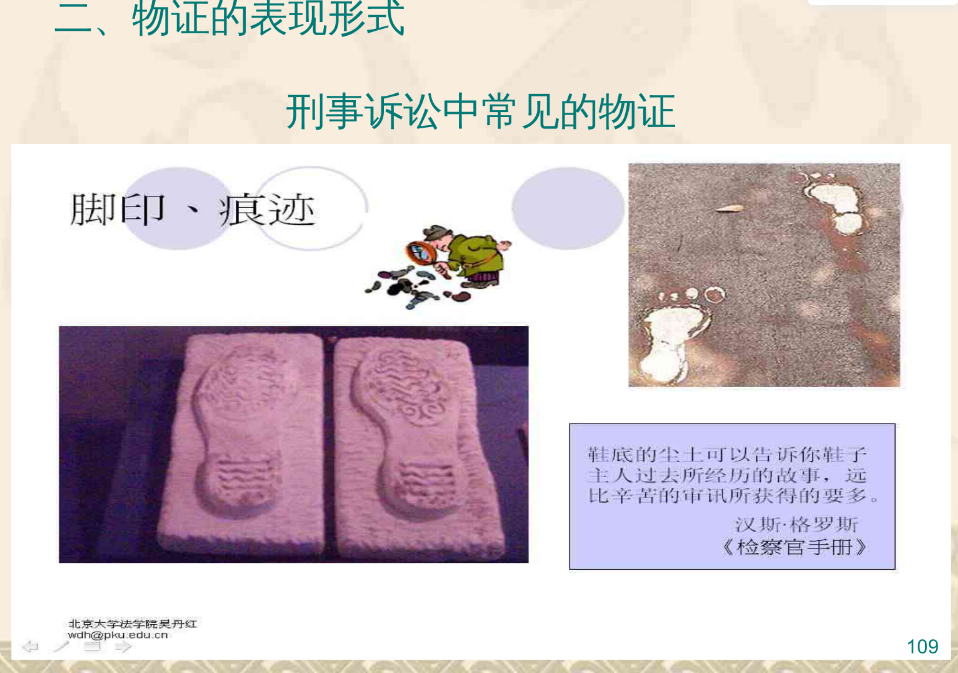 二、物证的表现形式
刑事诉讼中常见的物证
脚印、痕迹
鞋底的尘土可以告诉你鞋子
主人过去所经历的故事，远
比辛苦的审讯所获得的要多。
汉斯·格罗斯
《检察官手册》
北京大学法学院吴丹红
wdh@pku.edu.cn
109